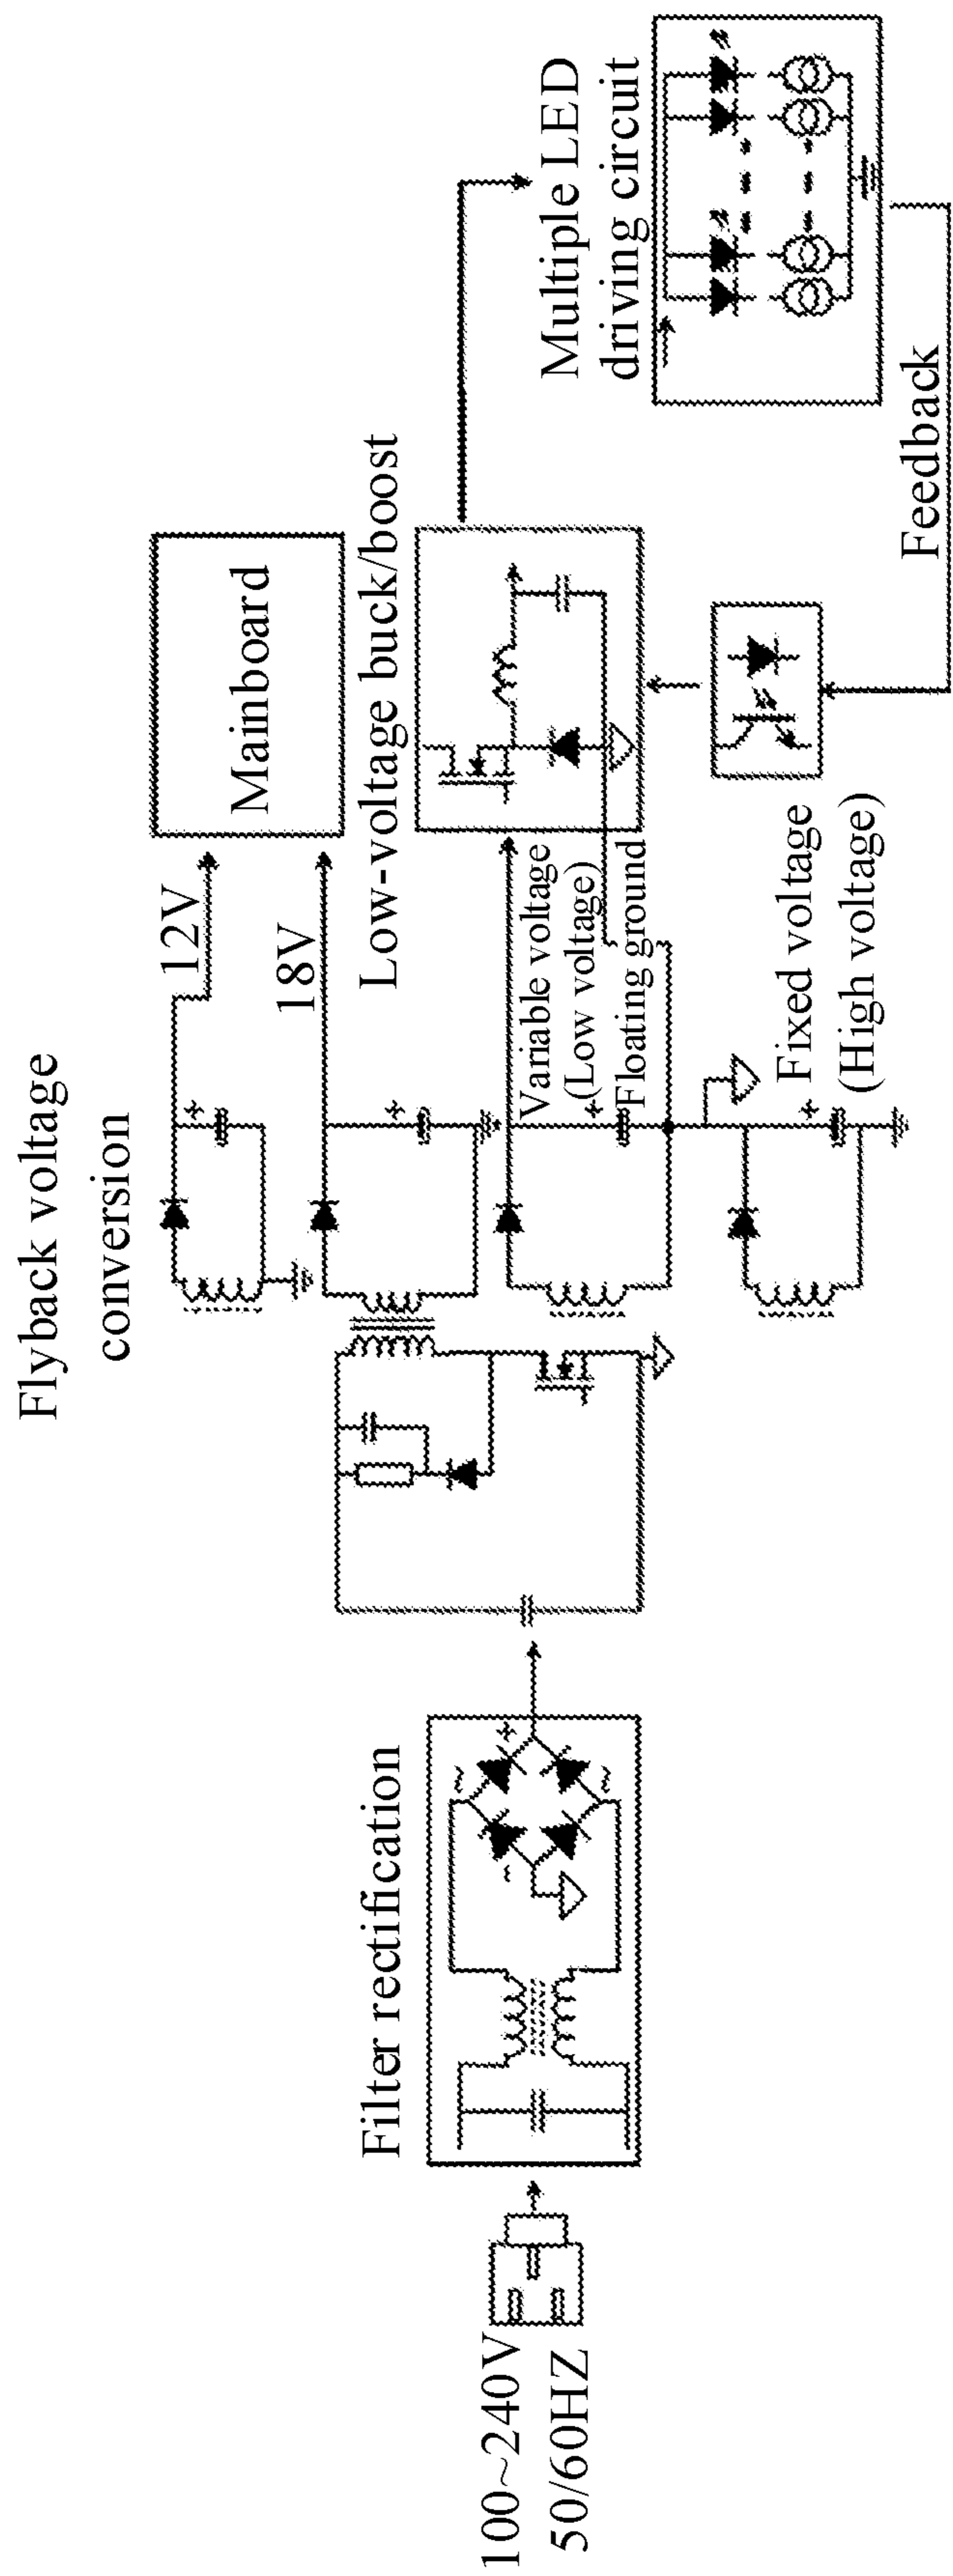 100~240V
50/60HZ
Filter rectification
Flyback voltage
conversion
12V
18V
Mainboard
Low-voltage buck/boost
Variable voltage
(Low voltage)
Floating ground
Fixed voltage
(High voltage)
Multiple LED
driving circuit
Feedback